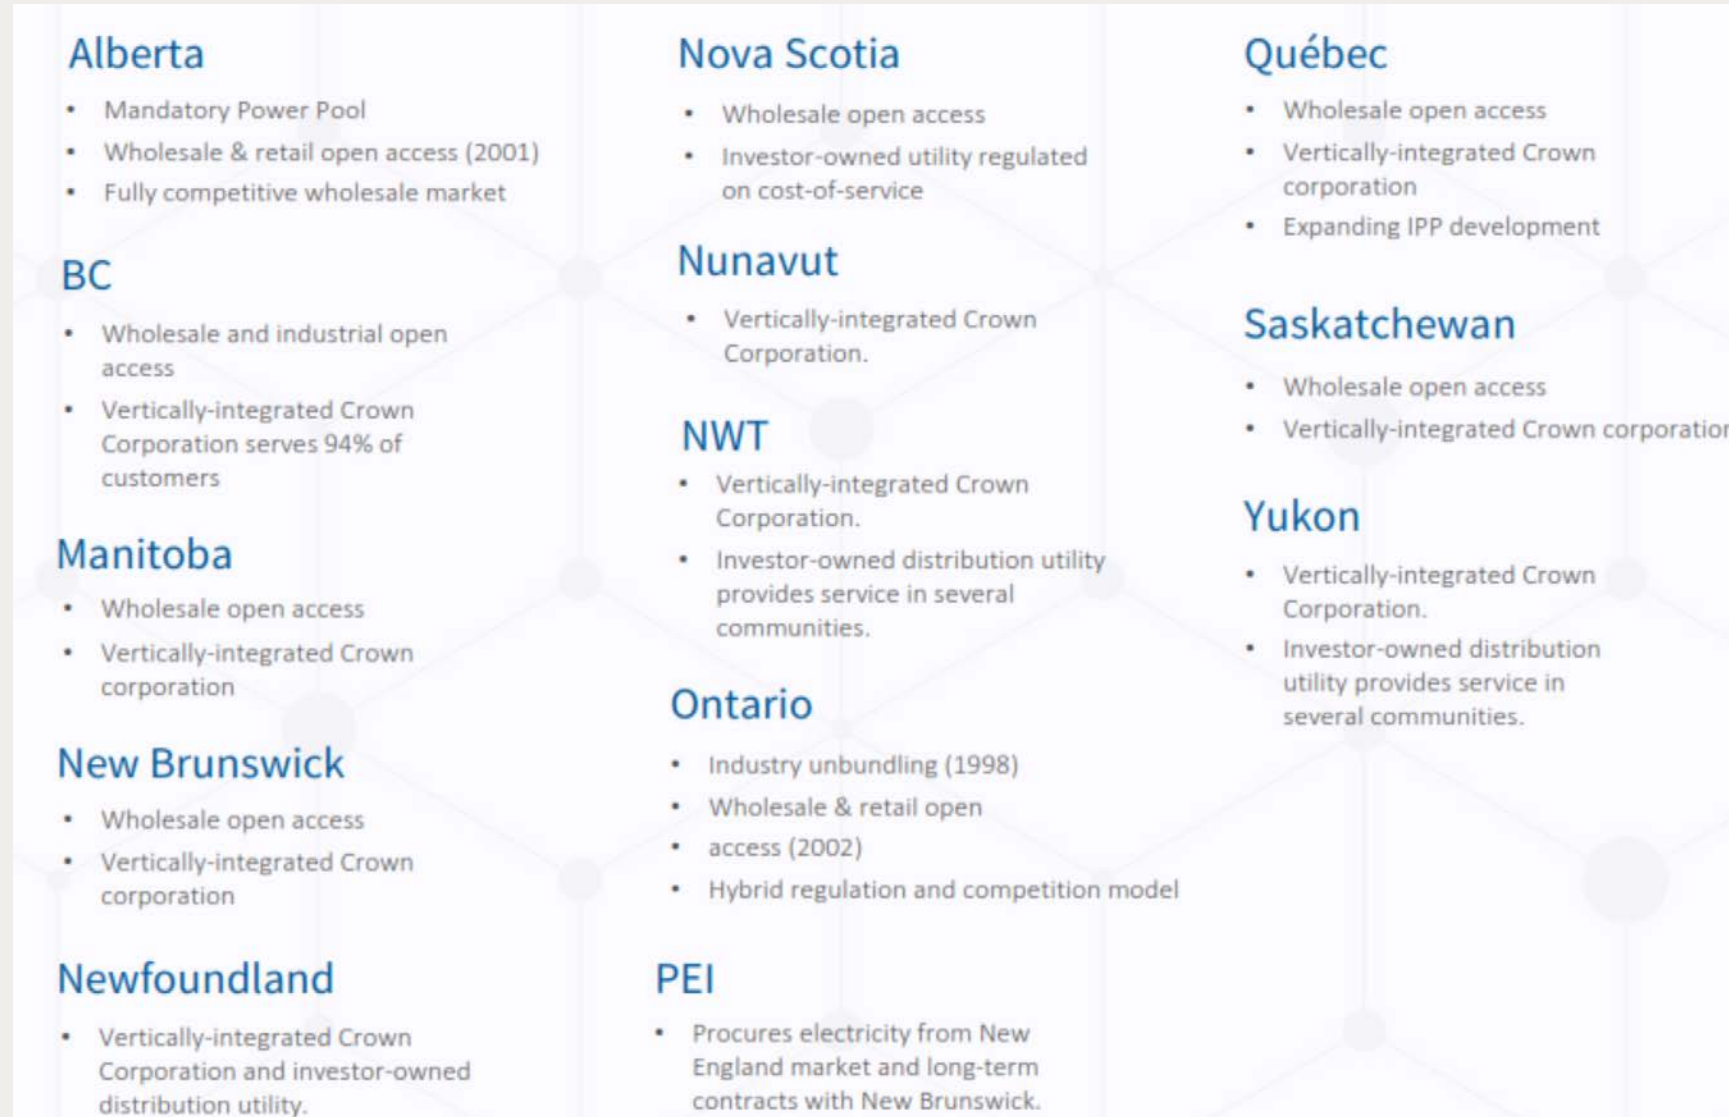 Alberta
• Mandatory Power Pool
• Wholesale & retail open access (2001)
• Fully competitive wholesale market
BC
• Wholesale and industrial open
access
• Vertically-integrated Crown
Corporation serves 94% of
customers
Manitoba
• Wholesale open access
• Vertically-integrated Crown
corporation
New Brunswick
• Wholesale open access
• Vertically-integrated Crown
corporation
Newfoundland
• Vertically-integrated Crown
Corporation and investor-owned
distribution utility.
Nova Scotia
• Wholesale open access
• Investor-owned utility regulated
on cost-of-service
Nunavut
• Vertically-integrated Crown
Corporation.
NWT
• Vertically-integrated Crown
Corporation.
• Investor-owned distribution utility
provides service in several
communities.
Ontario
• Industry unbundling (1998)
• Wholesale & retail open
• access (2002)
• Hybrid regulation and competition model
PEI
• Procures electricity from New
England market and long-term
contracts with New Brunswick.
Québec
• Wholesale open access
• Vertically-integrated Crown
corporation
• Expanding IPP development
Saskatchewan
• Wholesale open access
• Vertically-integrated Crown corporation
Yukon
• Vertically-integrated Crown
Corporation.
• Investor-owned distribution
utility provides service in
several communities.